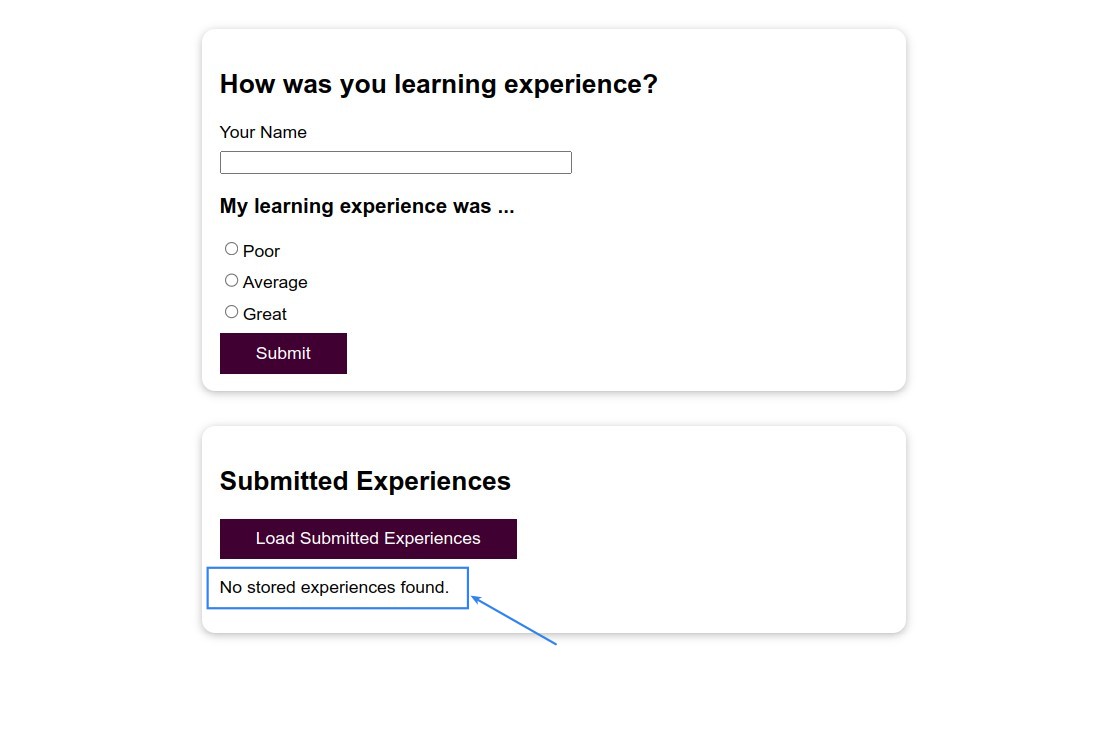 How was you learning experience?
Your Name
My learning experience was ...
Poor
Average
Great
Submit
Submitted Experiences
Load Submitted Experiences
No stored experiences found.